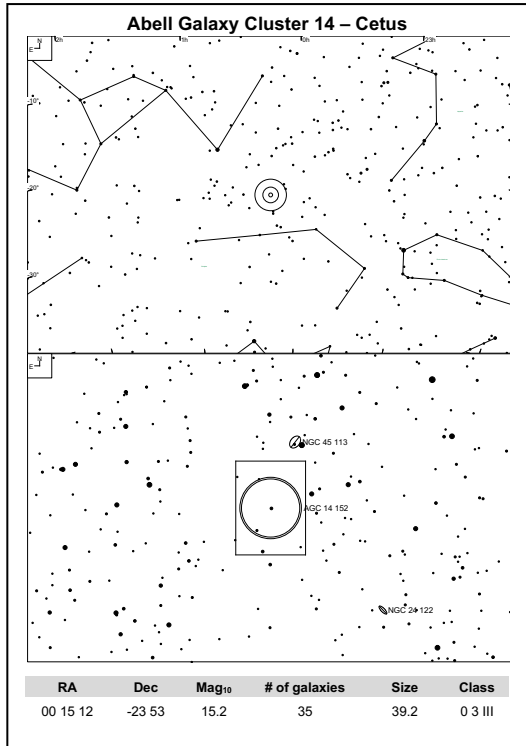 Abell Galaxy Cluster 14 – Cetus
N
E
2h 1h 0h 23h
-10°
-20°
-30°
N
E
NGC 45 113
AGC 14 152
NGC 24 122
RA Dec Mag₁₀ # of galaxies Size Class
00 15 12 -23 53 15.2 35 39.2 0 3 III